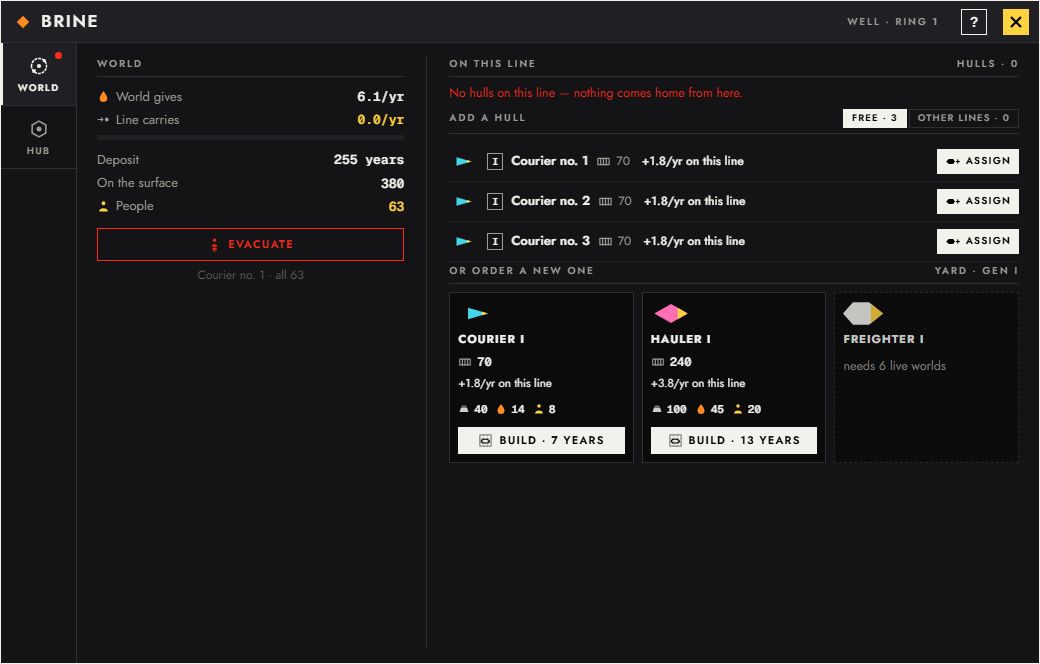 BRINE
WELL · RING 1
?
WORLD
HUB
WORLD
World gives 6.1/yr
Line carries 0.0/yr
Deposit 255 years
On the surface 380
People 63
EVACUATE
Courier no. 1 · all 63
ON THIS LINE HULLS · 0
No hulls on this line — nothing comes home from here.
ADD A HULL FREE · 3 OTHER LINES · 0
I Courier no. 1 70 +1.8/yr on this line ASSIGN
I Courier no. 2 70 +1.8/yr on this line ASSIGN
I Courier no. 3 70 +1.8/yr on this line ASSIGN
OR ORDER A NEW ONE YARD · GEN I
COURIER I
70
+1.8/yr on this line
40 14 8
BUILD · 7 YEARS
HAULER I
240
+3.8/yr on this line
100 45 20
BUILD · 13 YEARS
FREIGHTER I
needs 6 live worlds